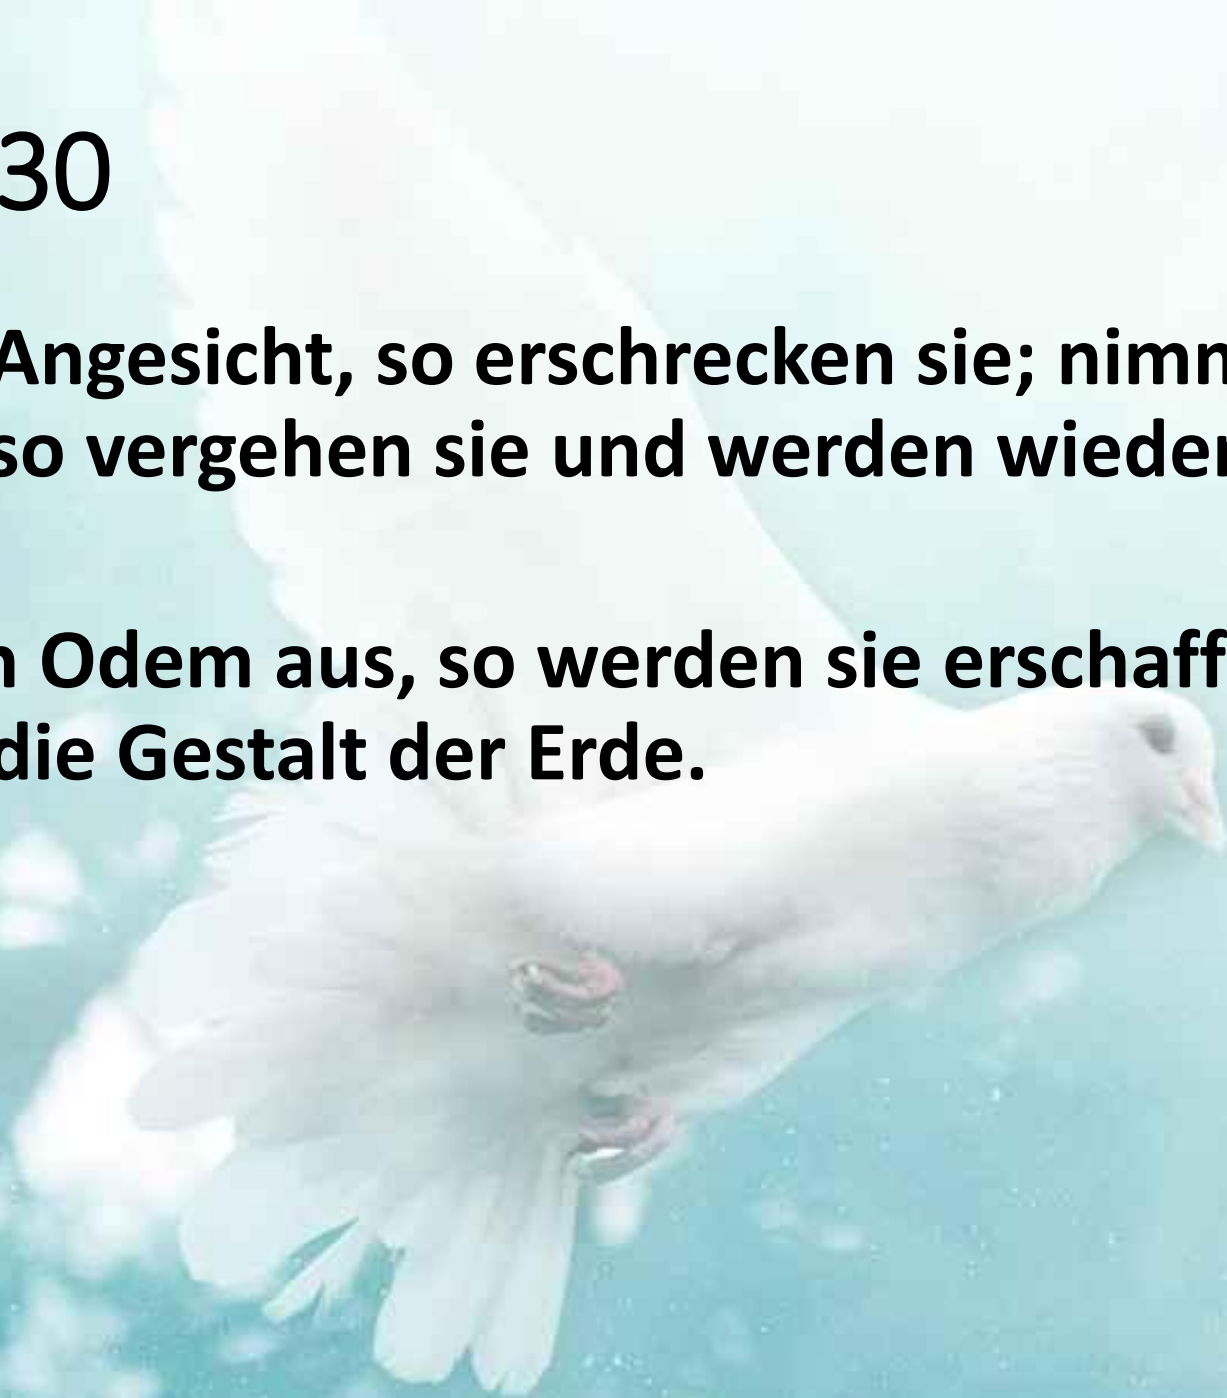 30
Angesicht, so erschrecken sie; nimm
so vergehen sie und werden wieder
n Odem aus, so werden sie erschaff
die Gestalt der Erde.